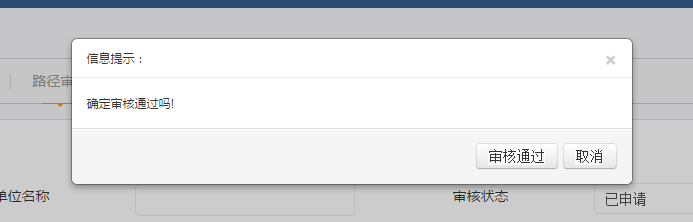 信息提示：
×
路径审
确定审核通过吗!
审核通过 取消
单位名称 审核状态 已申请